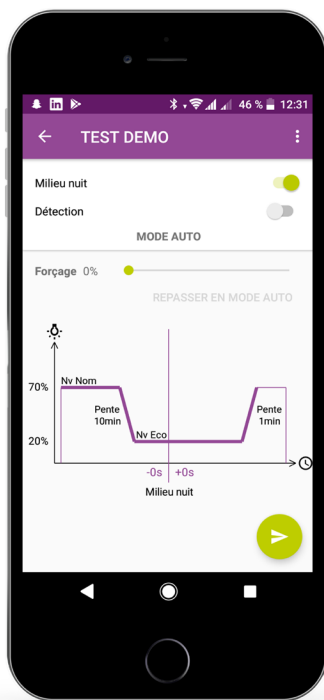 46 % 12:31
TEST DEMO
Milieu nuit
Détection
MODE AUTO
Forçage 0%
REPASSER EN MODE AUTO
70%
Nv Nom
Pente
10min
Pente
1min
20%
Nv Eco
-0s +0s
Milieu nuit